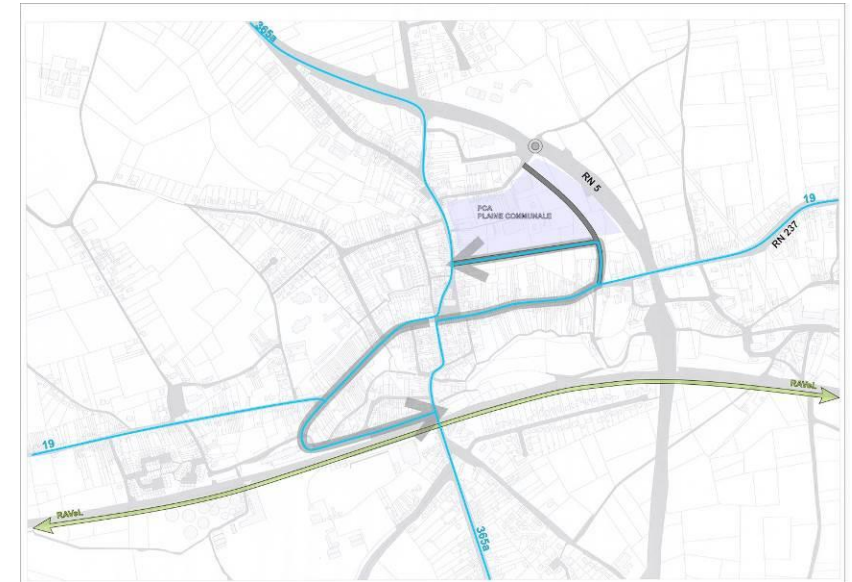 365a
RN 5
PCA
PLAINE COMMUNALE
19
RN 237
RAVeL
19
RAVeL
365a